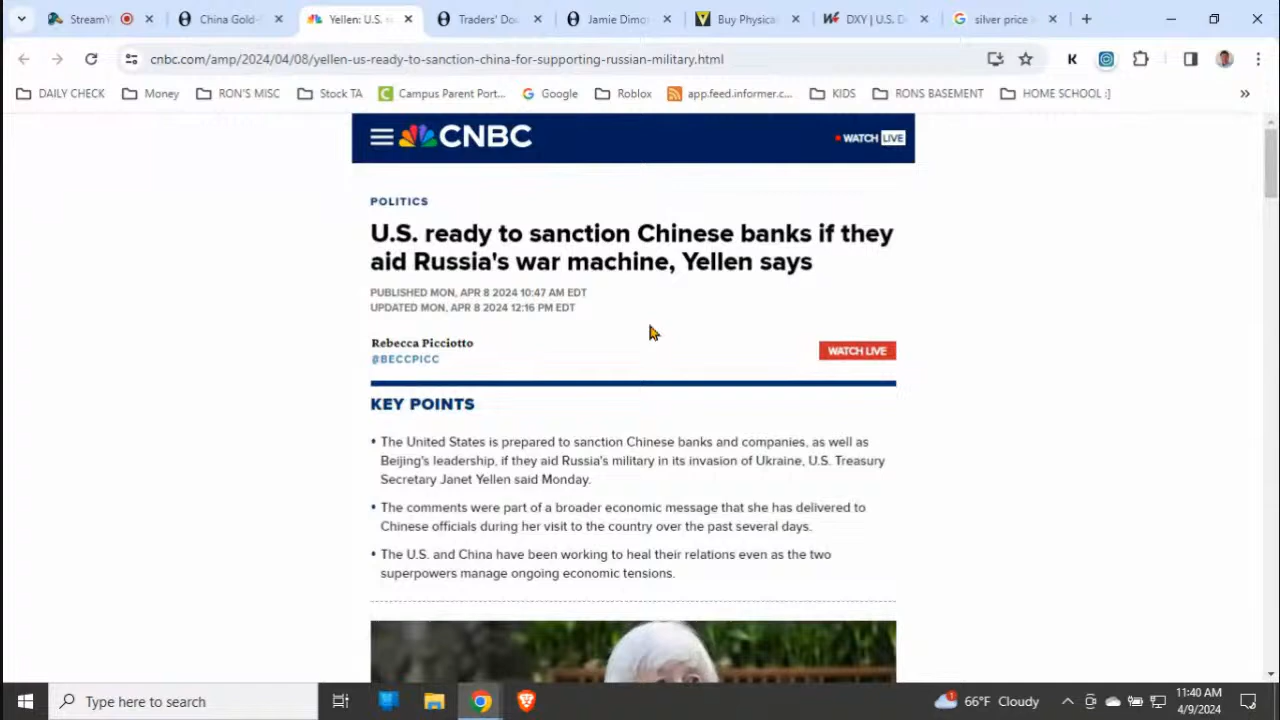 StreamY
China Gold-
Yellen: U.S. r
Traders' Do
Jamie Dimo
Buy Physica
DXY | U.S. D
silver price
cnbc.com/amp/2024/04/08/yellen-us-ready-to-sanction-china-for-supporting-russian-military.html
K
DAILY CHECK
Money
RON'S MISC
Stock TA
Campus Parent Port...
Google
Roblox
app.feed.informer.c...
KIDS
RONS BASEMENT
HOME SCHOOL :]
»
CNBC
WATCH LIVE
POLITICS
U.S. ready to sanction Chinese banks if they
aid Russia's war machine, Yellen says
PUBLISHED MON, APR 8 2024 10:47 AM EDT
UPDATED MON, APR 8 2024 12:16 PM EDT
Rebecca Picciotto
@BECCPICC
WATCH LIVE
KEY POINTS
• The United States is prepared to sanction Chinese banks and companies, as well as
Beijing's leadership, if they aid Russia's military in its invasion of Ukraine, U.S. Treasury
Secretary Janet Yellen said Monday.
• The comments were part of a broader economic message that she has delivered to
Chinese officials during her visit to the country over the past several days.
• The U.S. and China have been working to heal their relations even as the two
superpowers manage ongoing economic tensions.
Type here to search
66°F Cloudy
11:40 AM
4/9/2024